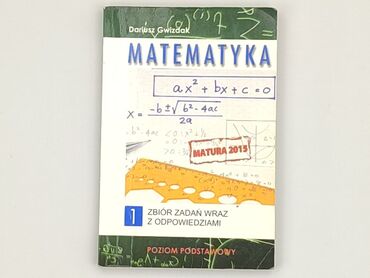 Dariusz Gwizdak
MATEMATYKA
ax² + bx + c = 0
x = -b ± √b² - 4ac / 2a
MATURA 2015
1 ZBIÓR ZADAŃ WRAZ
Z ODPOWIEDZIAMI
POZIOM PODSTAWOWY